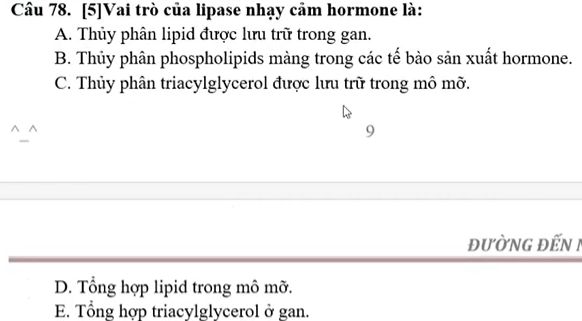 Câu 78. [5]Vai trò của lipase nhạy cảm hormone là:
A. Thủy phân lipid được lưu trữ trong gan.
B. Thủy phân phospholipids màng trong các tế bào sản xuất hormone.
C. Thủy phân triacylglycerol được lưu trữ trong mô mỡ.
^_^
9
ĐƯỜNG ĐẾN
D. Tổng hợp lipid trong mô mỡ.
E. Tổng hợp triacylglycerol ở gan.